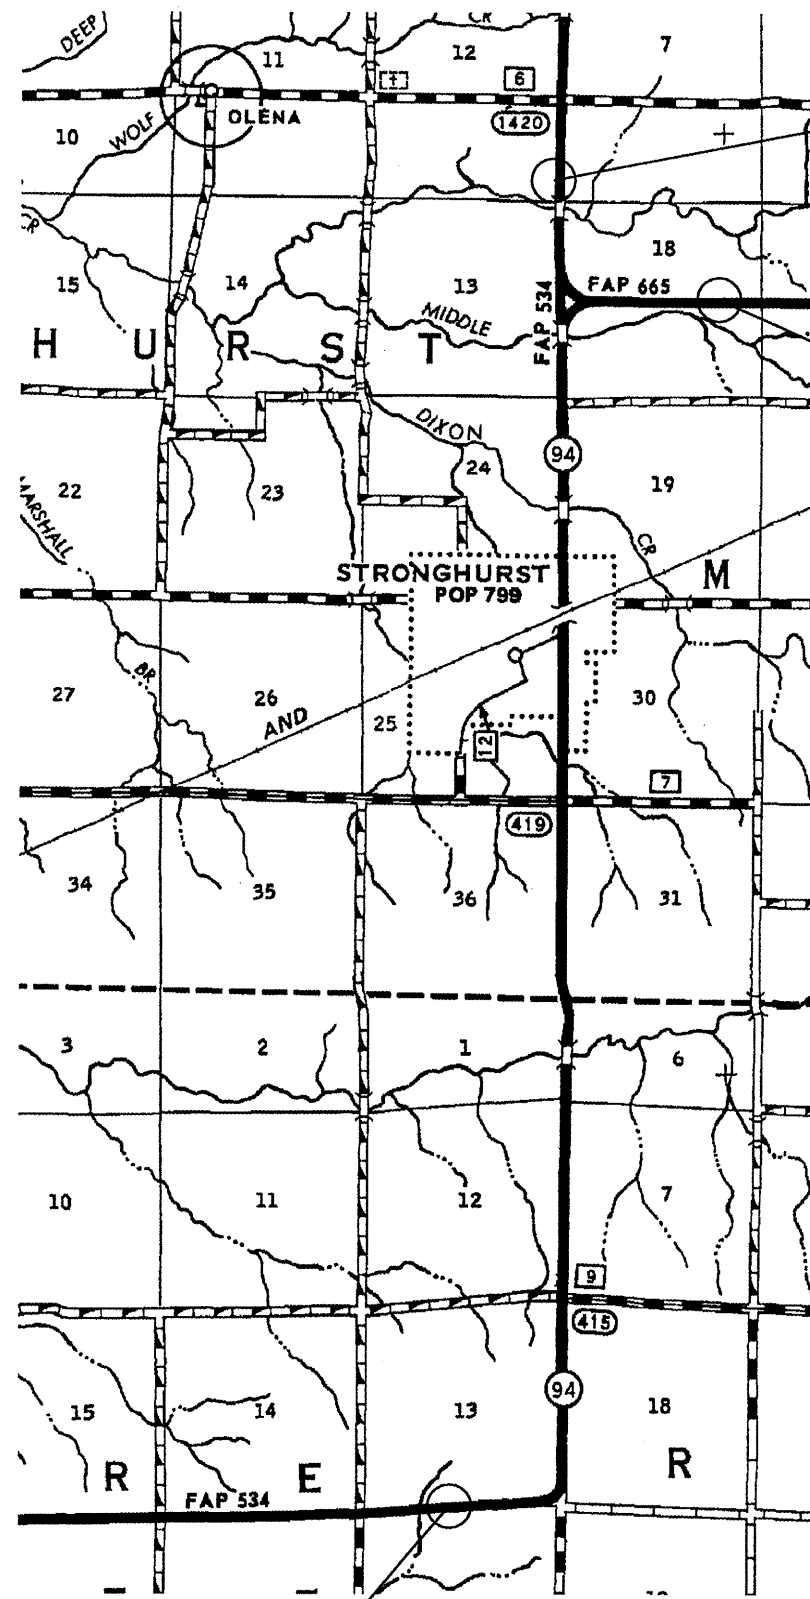 DEEP
CR
11
12
7
6
OLENA
1420
10
WOLF
CR
18
15
14
13
FAP 534
FAP 665
MIDDLE
H U R S T
DIXON
94
24
22
23
19
MARSHALL
CR
STRONGHURST
M
POP 799
27
BR
26
25
30
AND
12
7
419
34
35
36
31
3
2
1
6
10
11
12
7
9
415
94
15
14
13
18
R E R
FAP 534